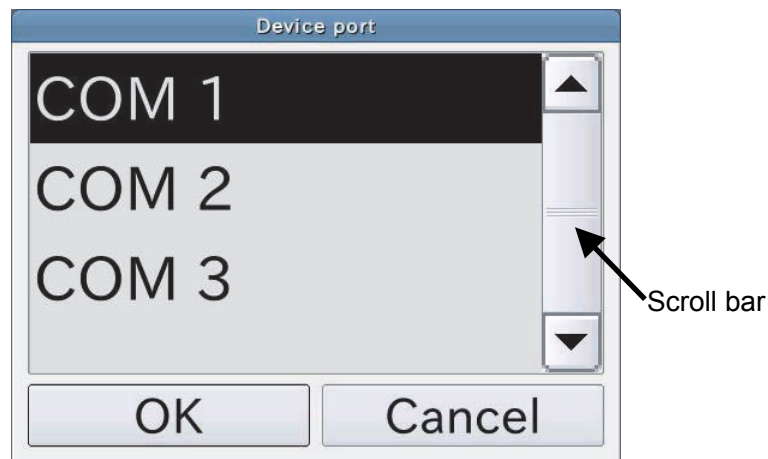 Device port
COM 1
COM 2
COM 3
Scroll bar
OK
Cancel